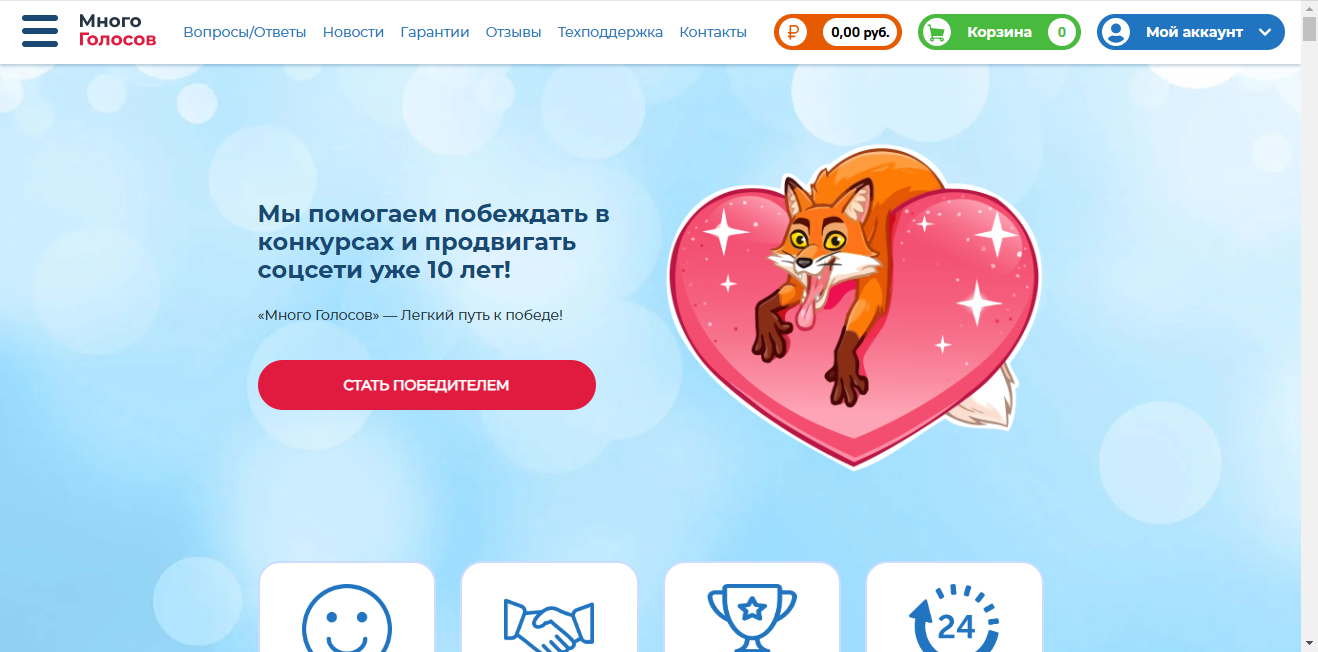 Много
Голосов
Вопросы/Ответы Новости Гарантии Отзывы Техподдержка Контакты
0,00 руб.
Корзина 0
Мой аккаунт
Мы помогаем побеждать в
конкурсах и продвигать
соцсети уже 10 лет!
«Много Голосов» — Легкий путь к победе!
СТАТЬ ПОБЕДИТЕЛЕМ
24